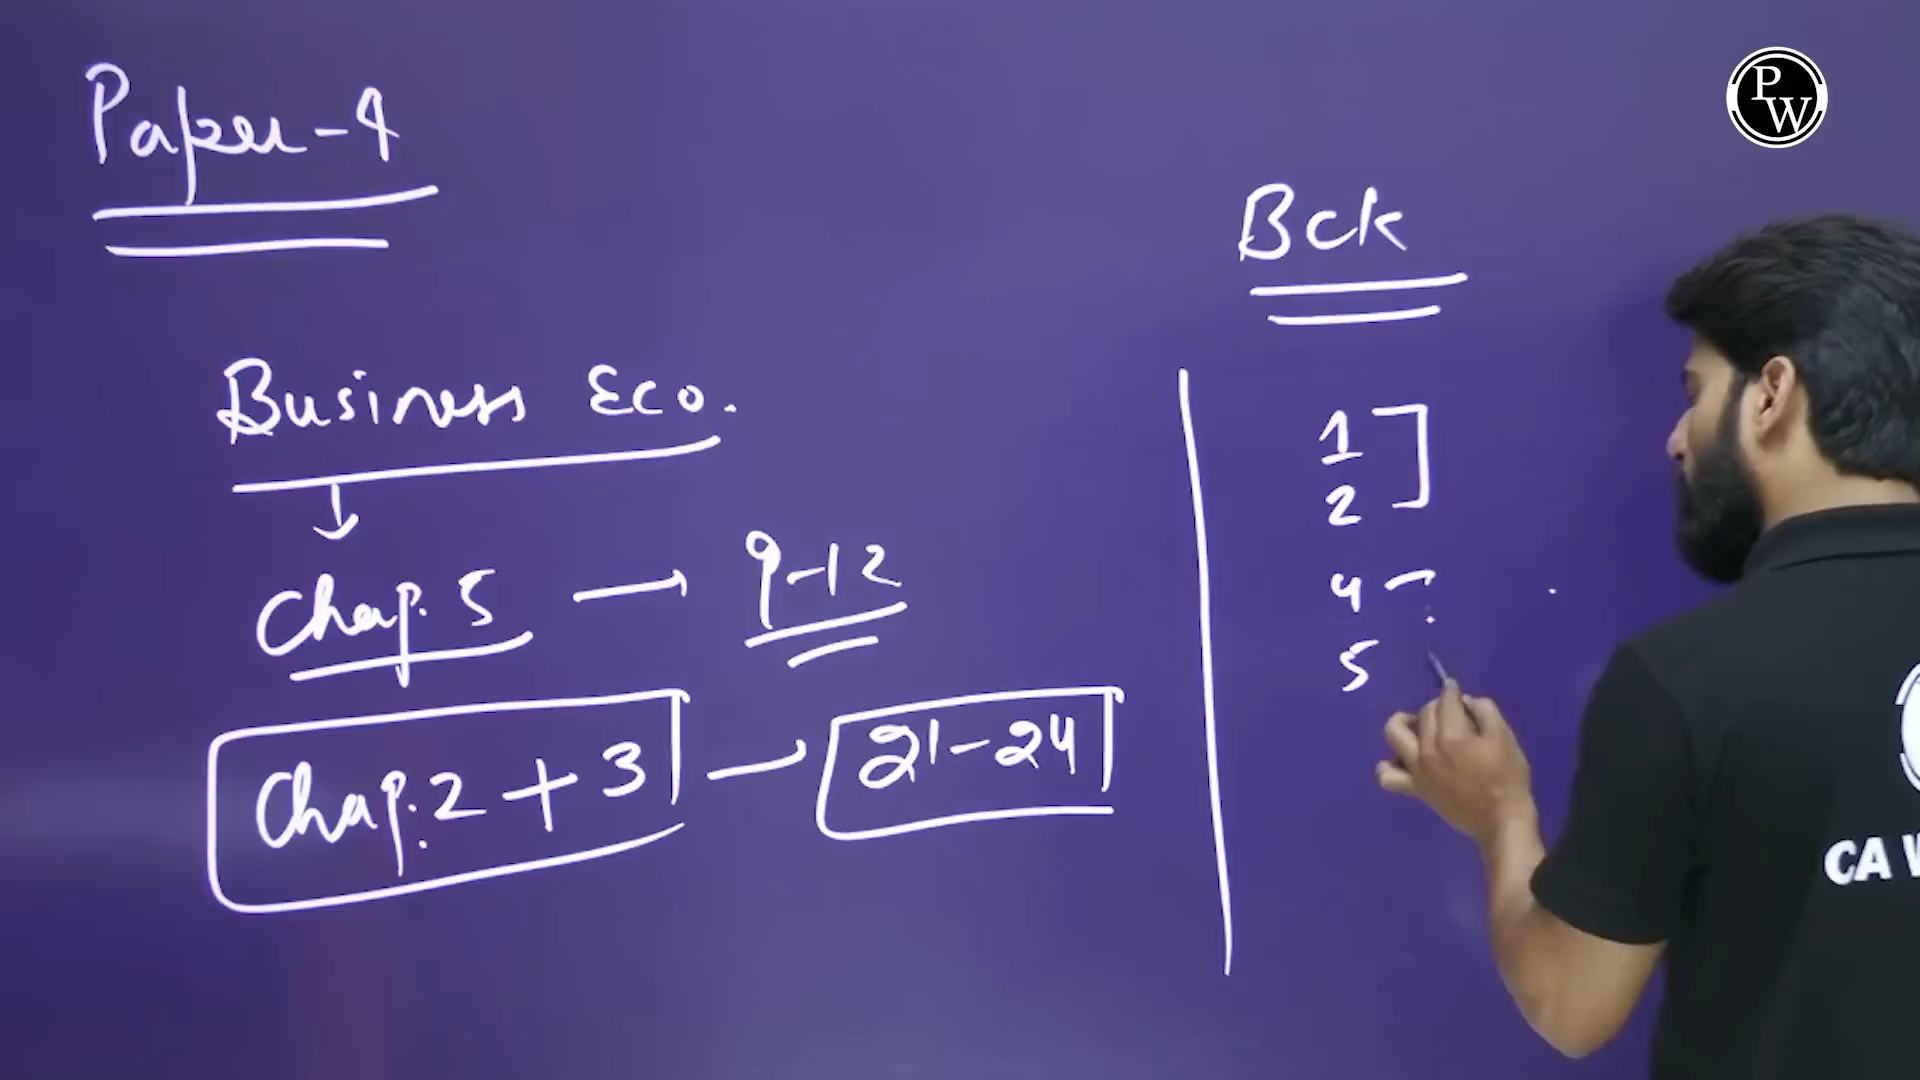 Paper-4
Business Eco.
Chap. 5 → 9-12
Chap. 2 + 3 → 21-24
Bck
1
2
4
5
PW
CA